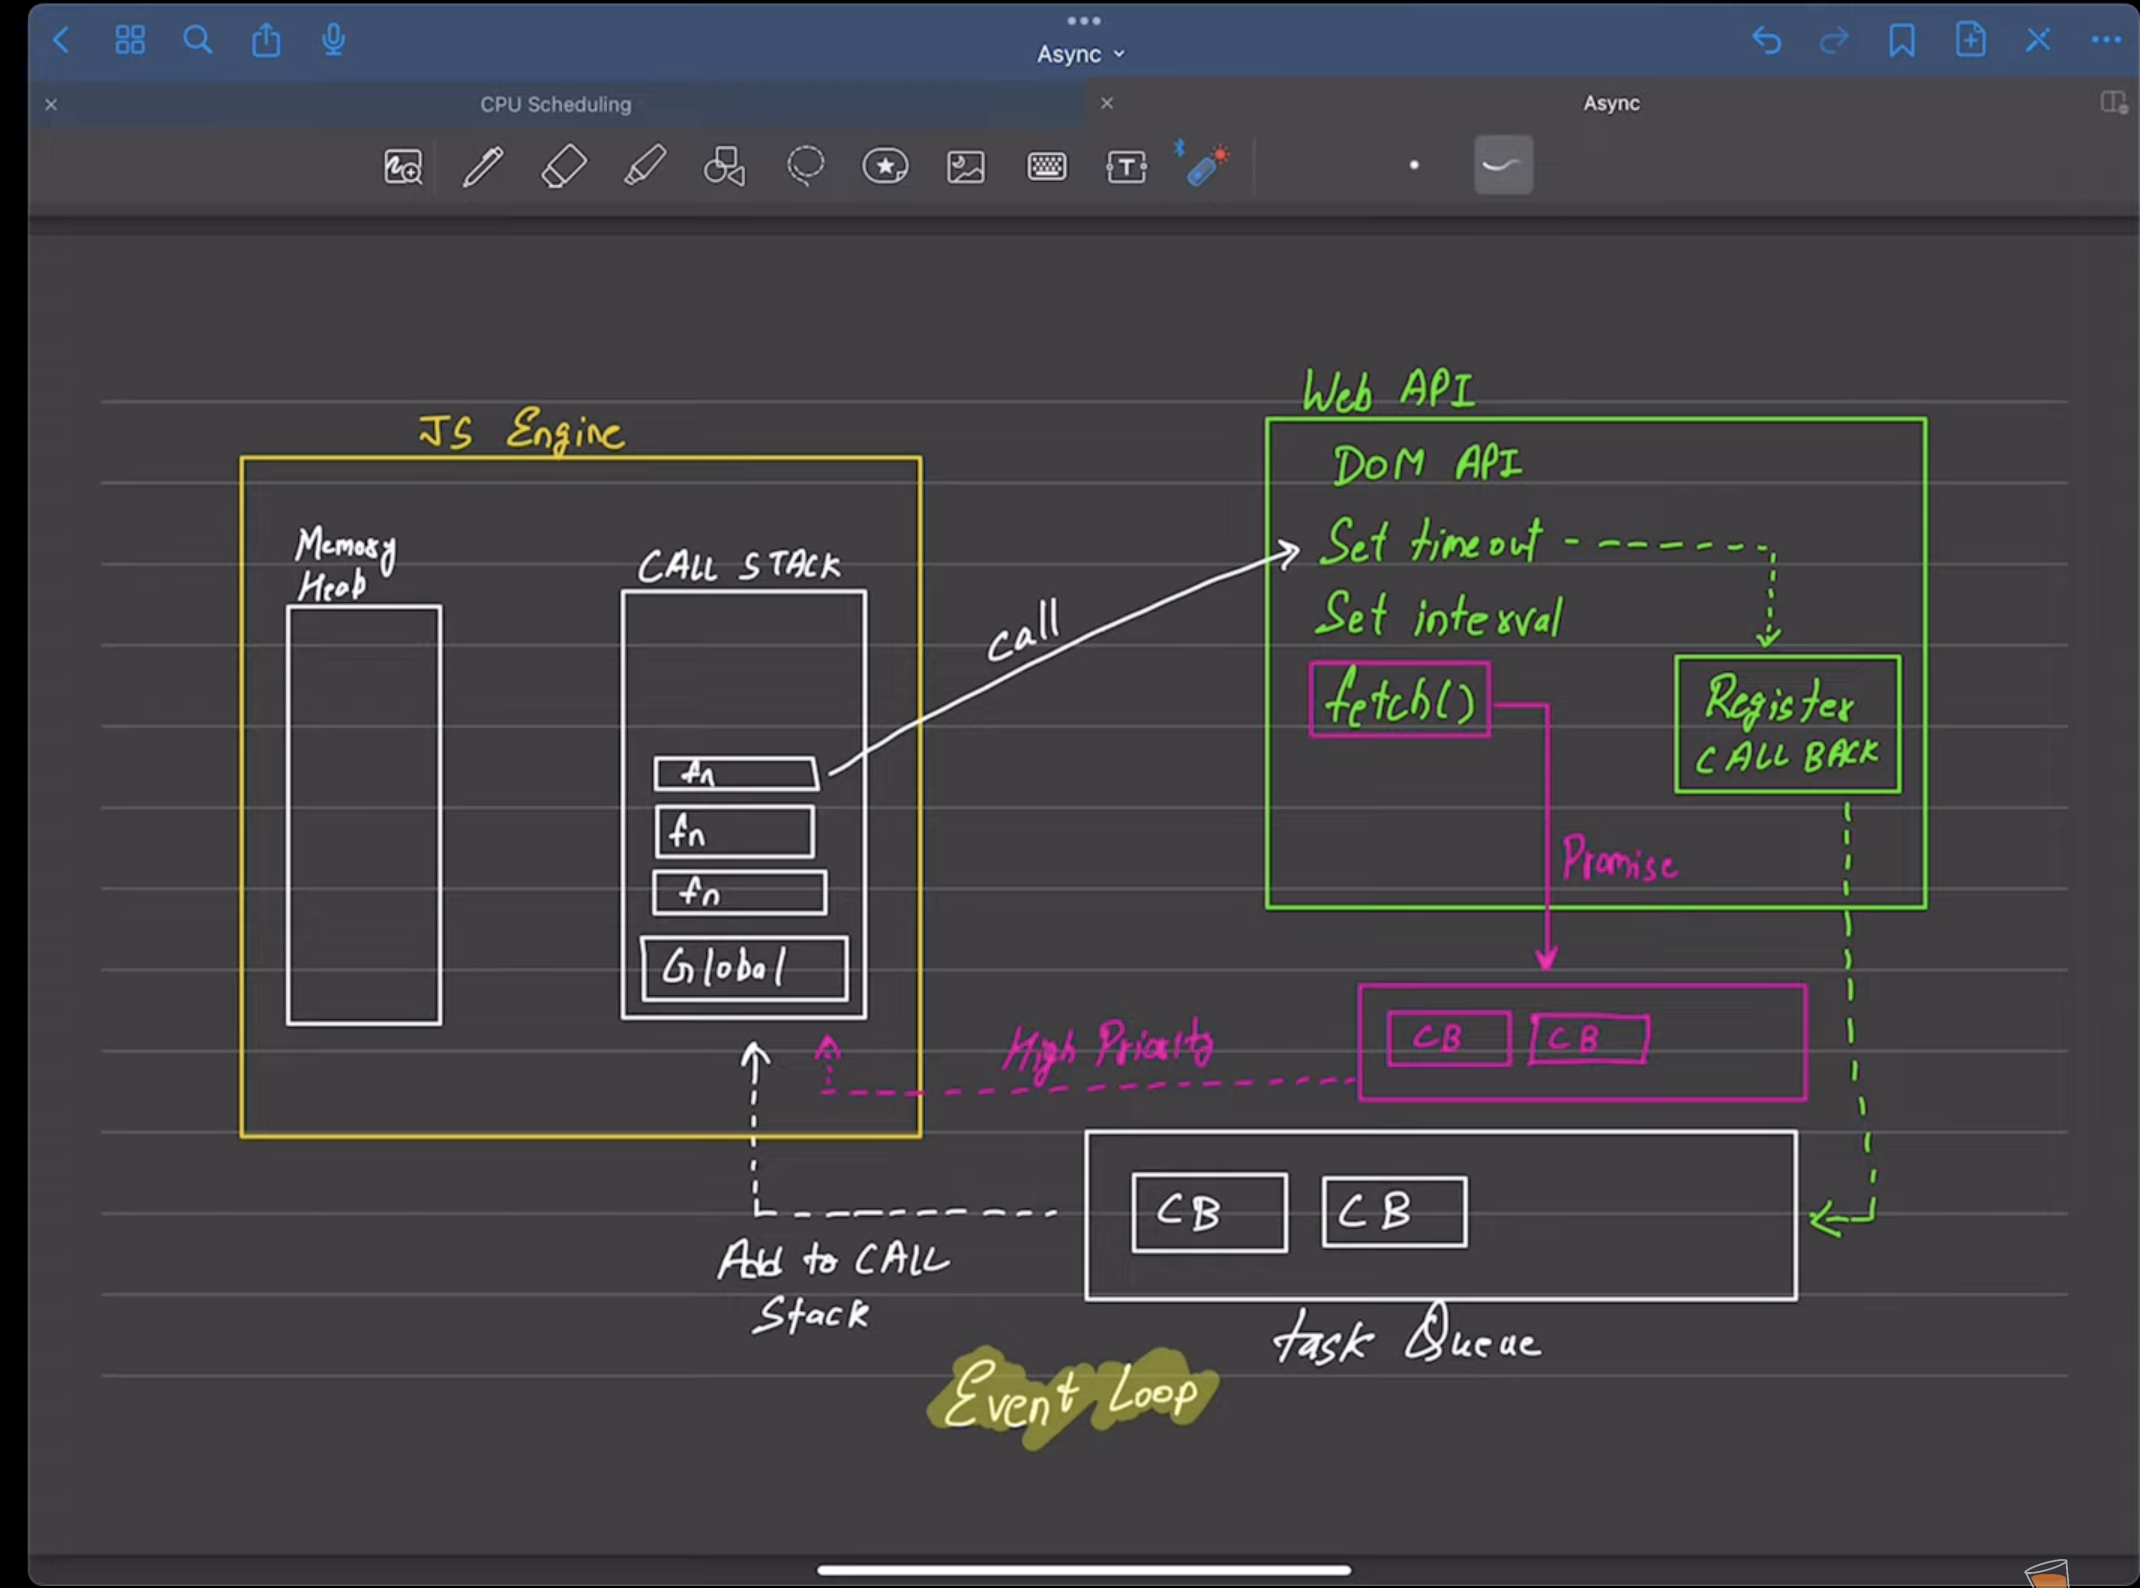 Async
CPU Scheduling
Async
T
Web API
JS Engine
DOM API
Memory
Heap
CALL STACK
Set timeout
call
Set interval
fetch()
Register
CALL BACK
fn
fn
fn
Promise
Global
High Priority
CB
CB
CB
CB
Add to CALL
Stack
task Queue
Event Loop